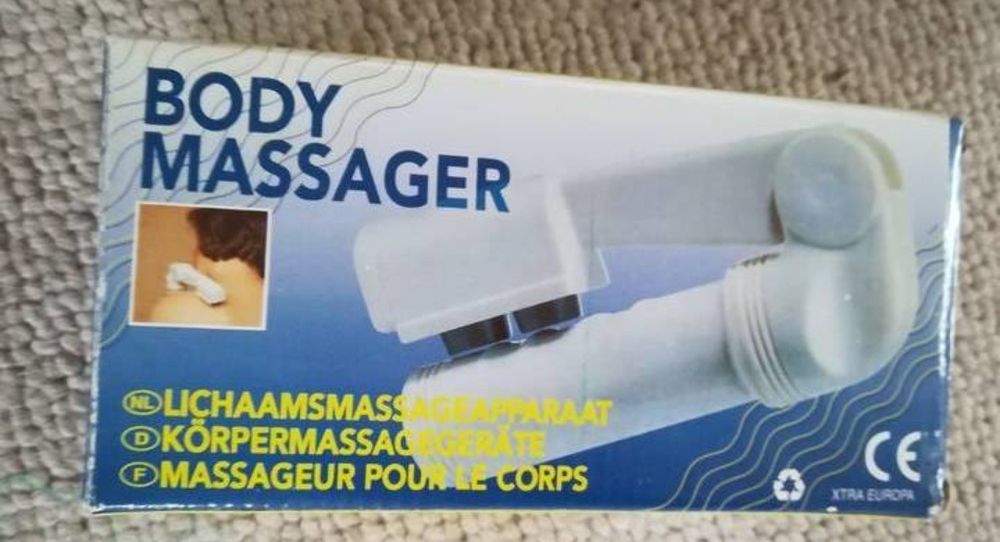 BODY
MASSAGER
NL LICHAAMSMASSAGEAPPARAAT
D KÖRPERMASSAGEGERÄTE
F MASSAGEUR POUR LE CORPS
CE
XTRA EUROPA